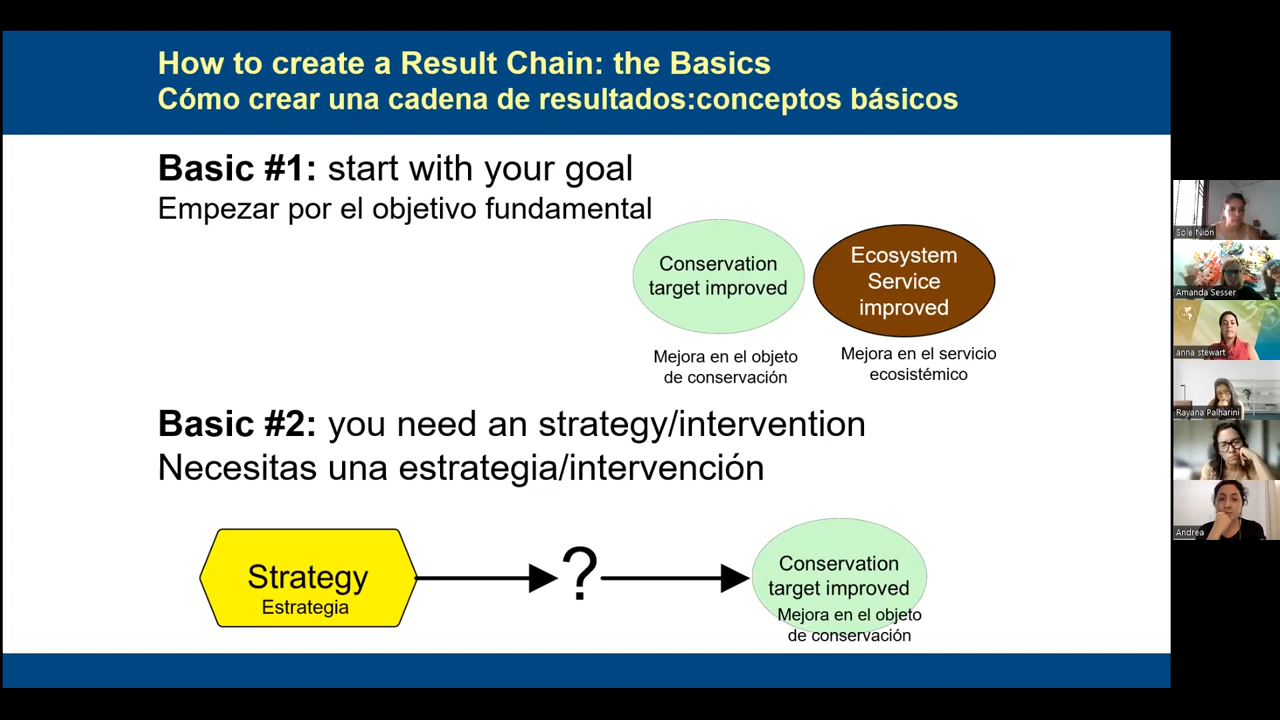 How to create a Result Chain: the Basics
Cómo crear una cadena de resultados:conceptos básicos
Basic #1: start with your goal
Empezar por el objetivo fundamental
Conservation
target improved
Ecosystem
Service
improved
Mejora en el objeto
de conservación
Mejora en el servicio
ecosistémico
Basic #2: you need an strategy/intervention
Necesitas una estrategia/intervención
Strategy
Estrategia
?
Conservation
target improved
Mejora en el objeto
de conservación
Sole Nion
Amanda Sesser
anna stewart
Rayana Palharini
Andrea